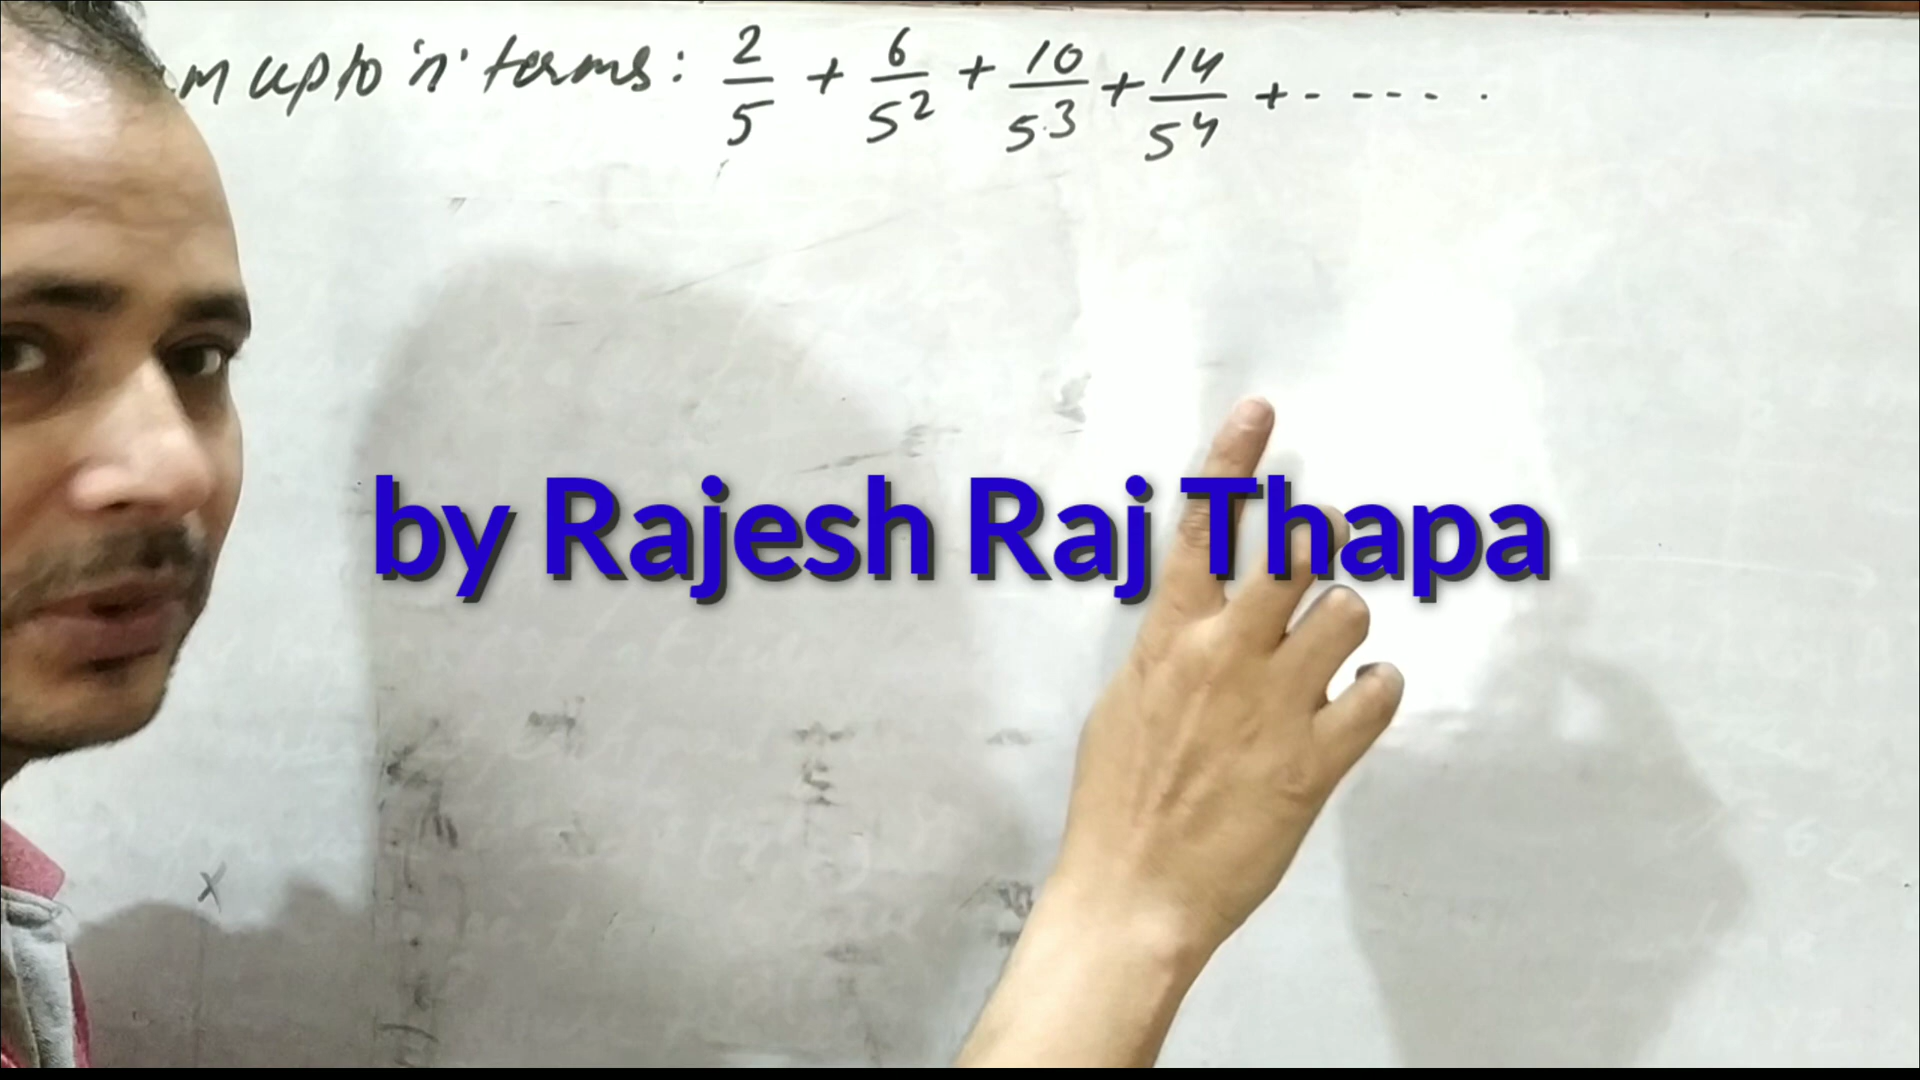 m upto 'n' terms: 2/5 + 6/5² + 10/5³ + 14/5⁴ + - - - - .
by Rajesh Raj Thapa
x